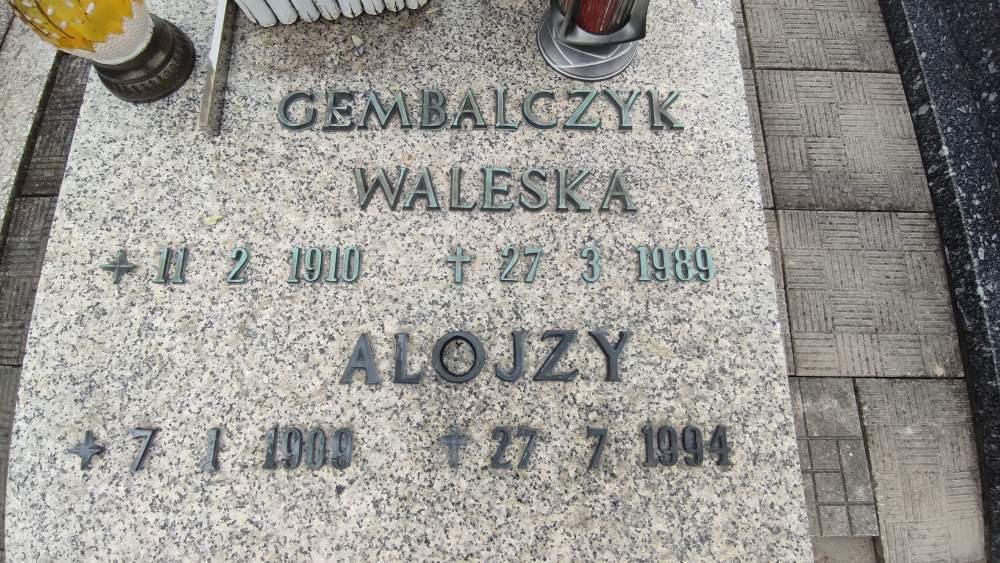 GEMBALCZYK
WALESKA
11 2 1910 † 27 3 1989
ALOJZY
7 1 1909 † 27 7 1994